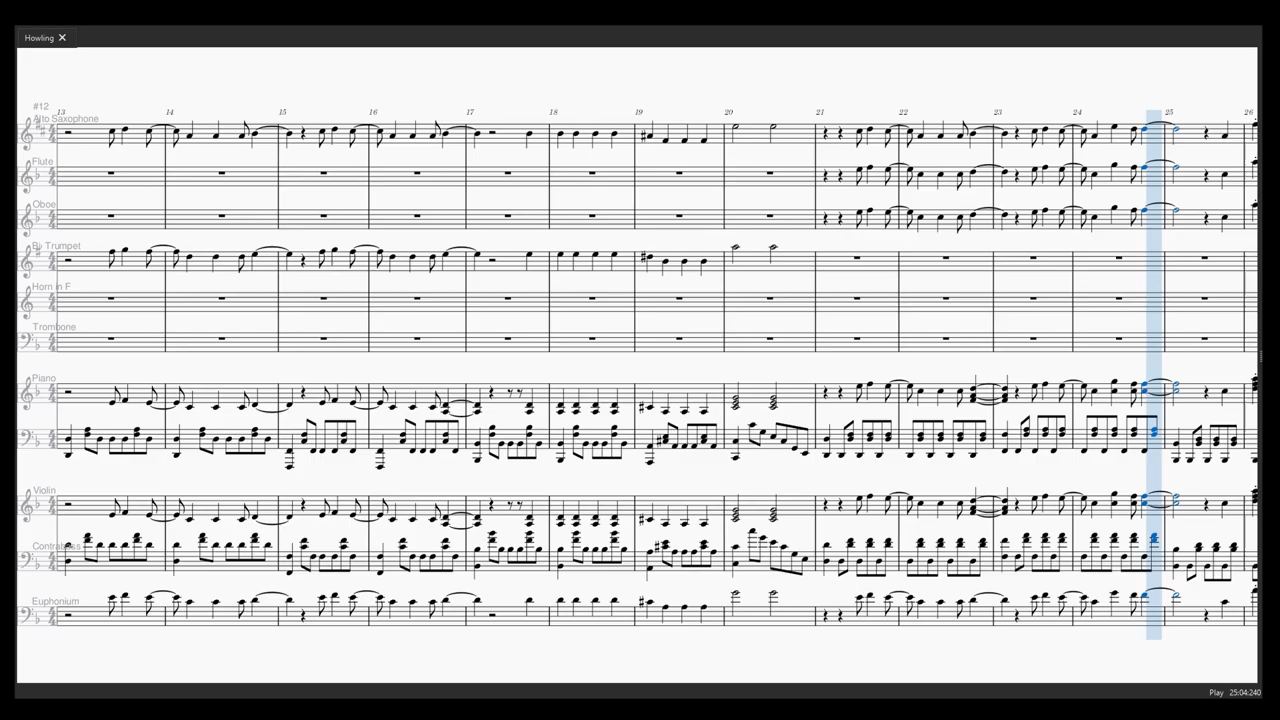 Howling
#12
13 14 15 16 17 18 19 20 21 22 23 24 25 26
Alto Saxophone
Flute
Oboe
B♭ Trumpet
Horn in F
Trombone
Piano
Violin
Contrabass
Euphonium
Play 25:04:240